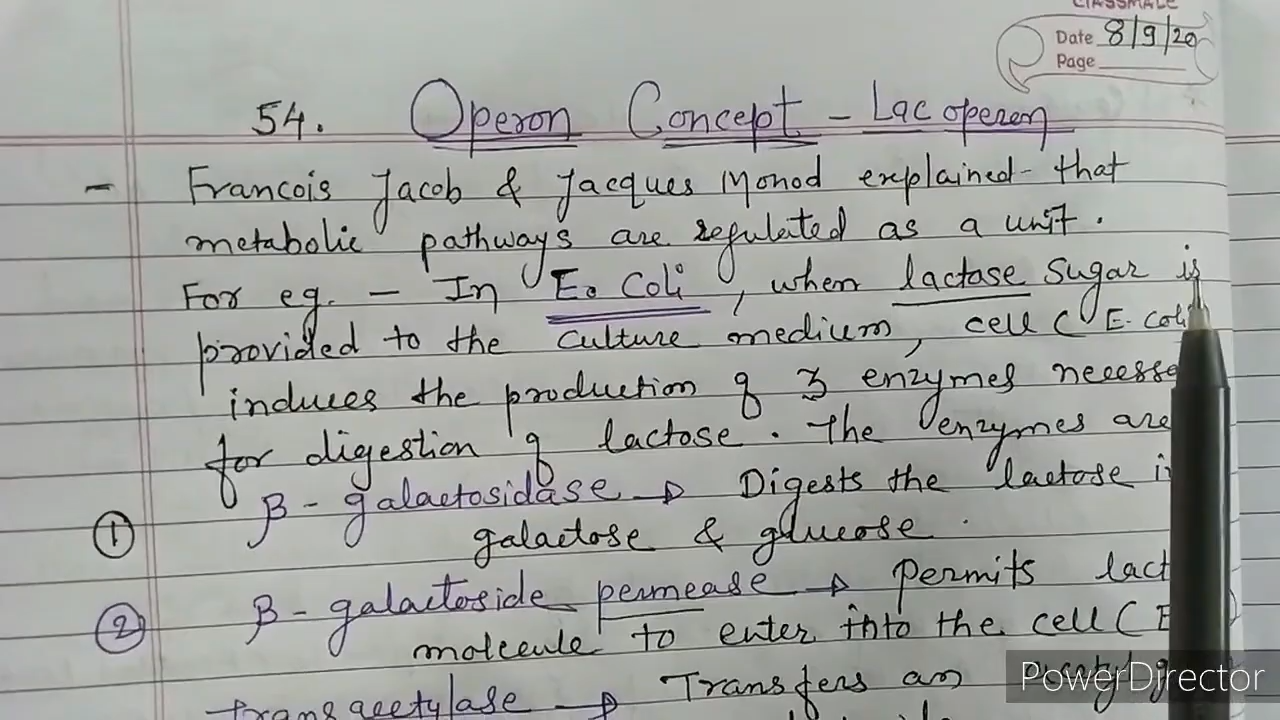 CLASSMATE
Date 8/9/20
Page
54. Operon Concept - Lac operon
- Francois Jacob & Jacques Monod explained that
metabolic pathways are regulated as a unit.
For eg. - In E. Coli, when lactase sugar is
provided to the culture medium, cell ( E. coli
induces the production of 3 enzymes
for digestion of lactose. The enzymes are
① β-galactosidase → Digests the lactose
galactose & glucose.
② β-galactoside permease → Permits
molecule to enter into the cell (
transacetylase → Transfers an
PowerDirector